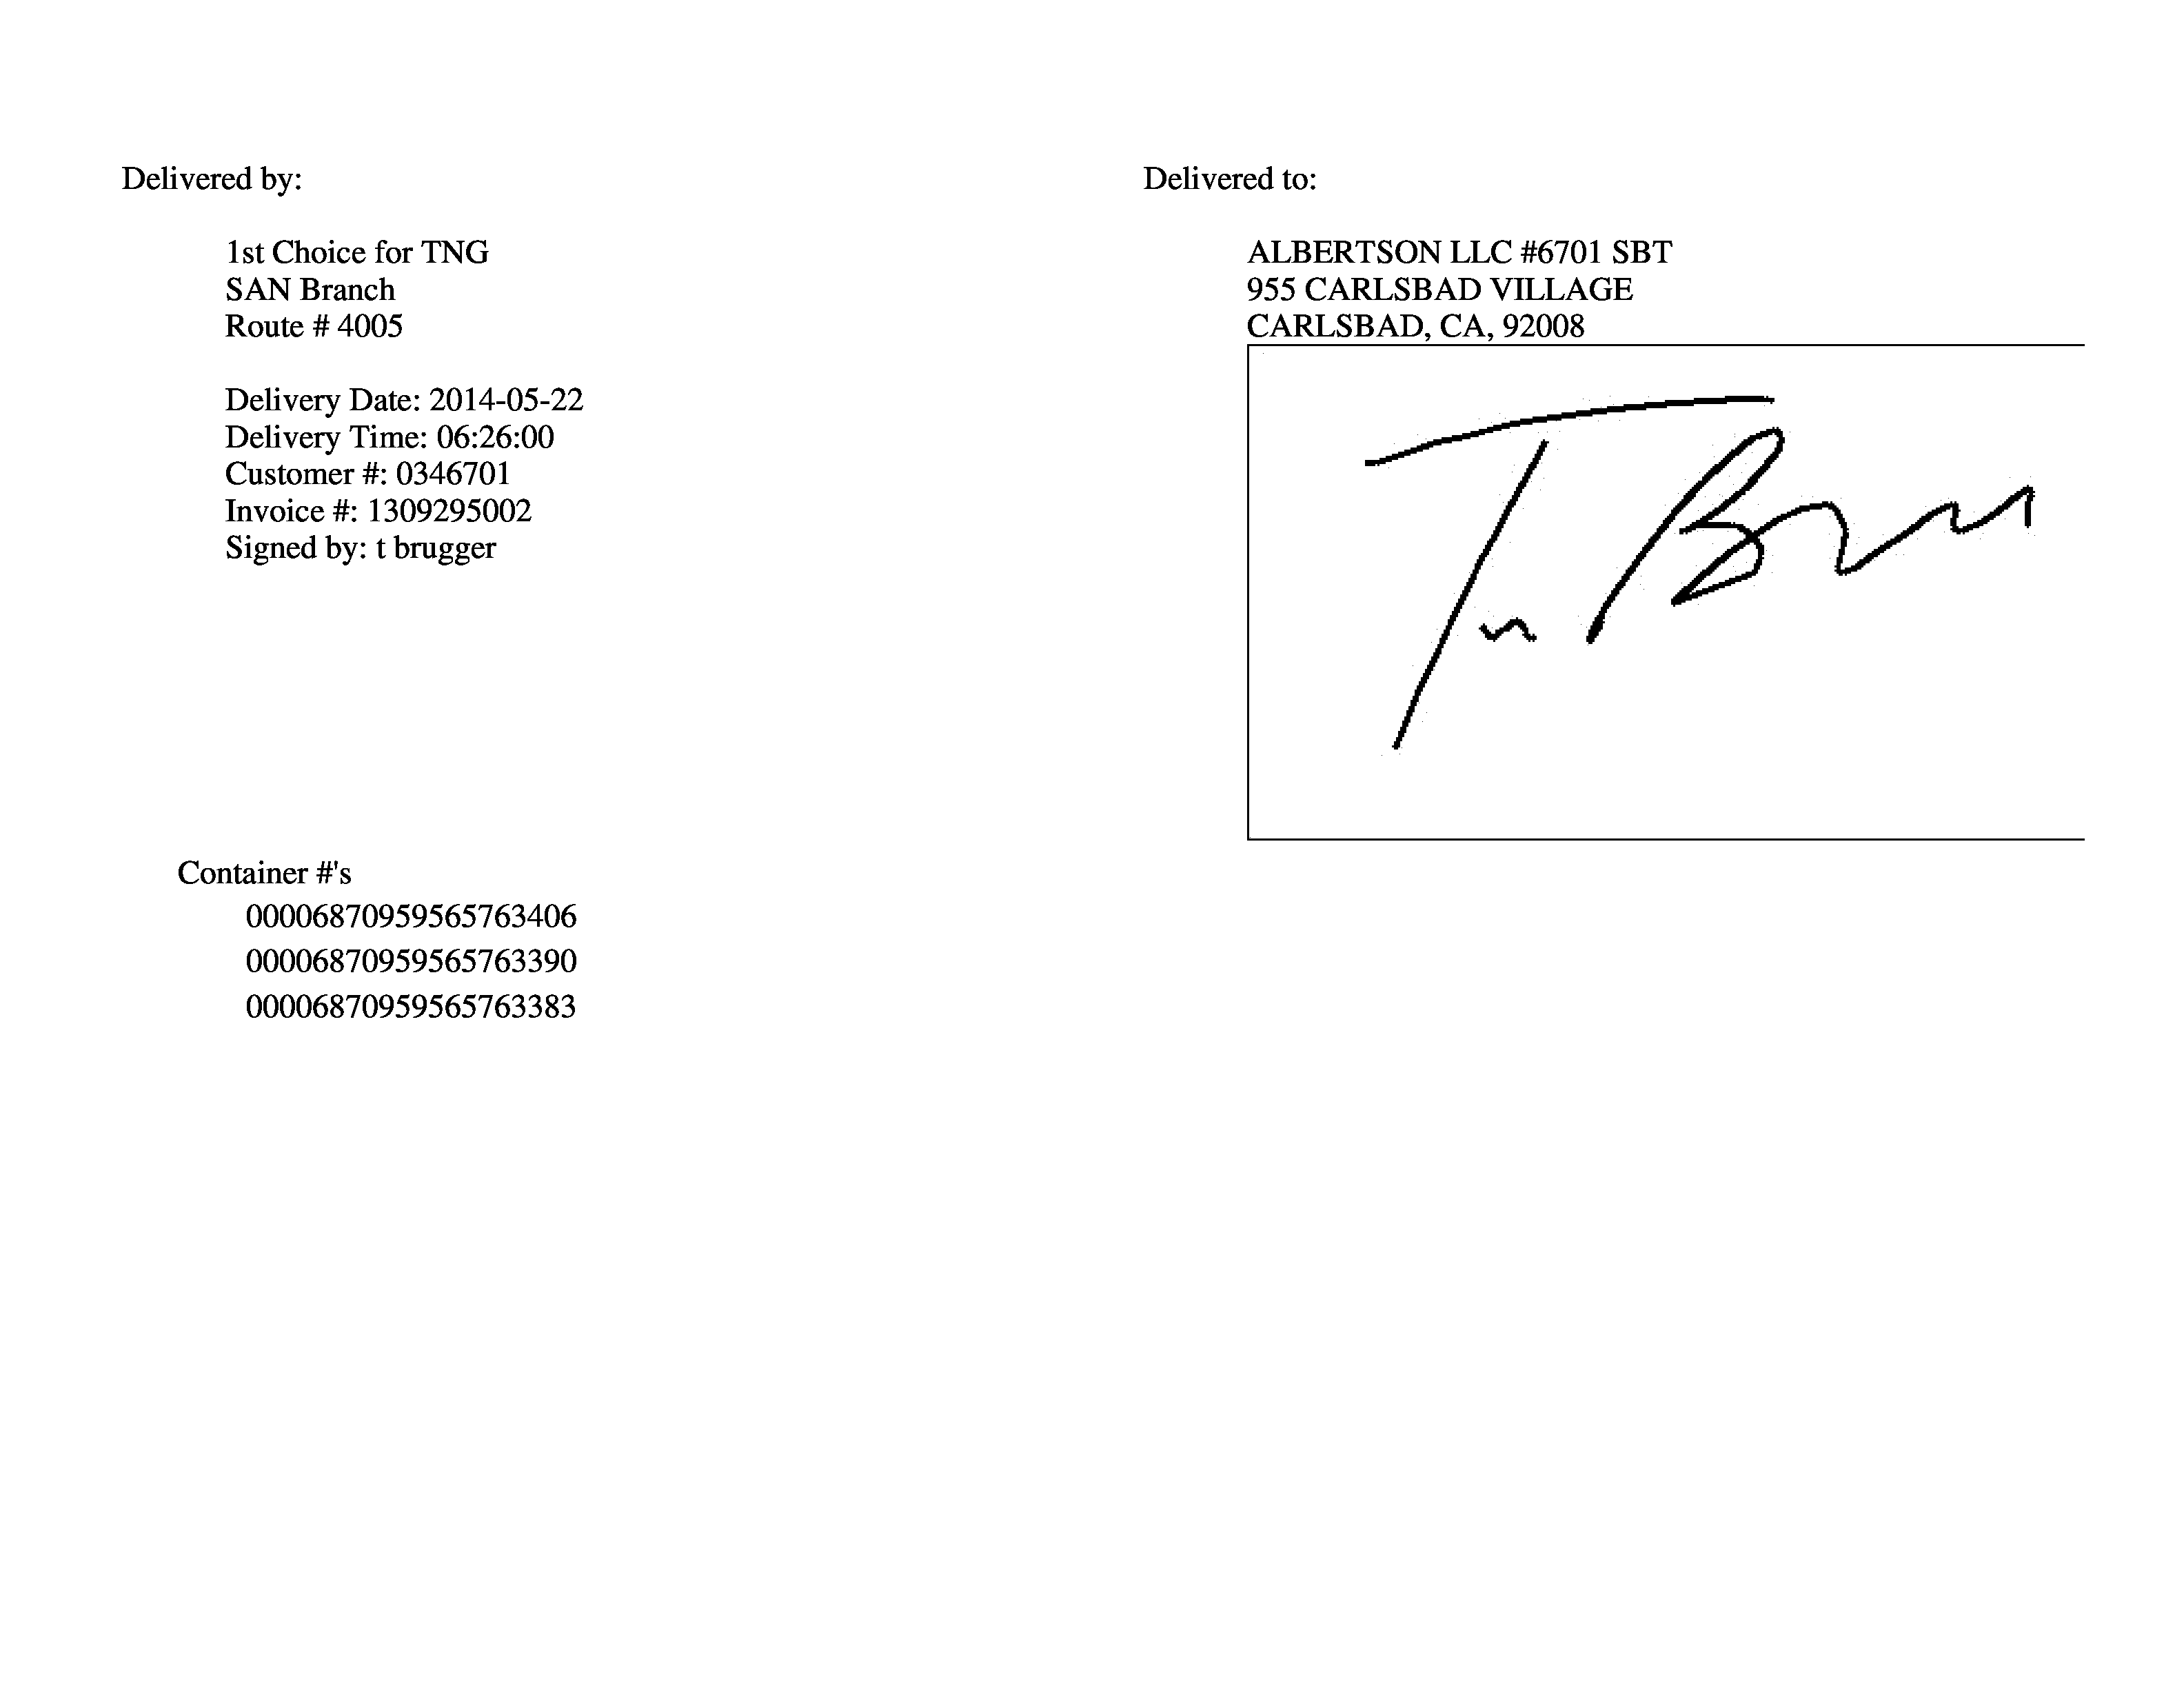 Delivered by:
1st Choice for TNG
SAN Branch
Route # 4005
Delivery Date: 2014-05-22
Delivery Time: 06:26:00
Customer #: 0346701
Invoice #: 1309295002
Signed by: t brugger
Delivered to:
ALBERTSON LLC #6701 SBT
955 CARLSBAD VILLAGE
CARLSBAD, CA, 92008
Container #'s
00006870959565763406
00006870959565763390
00006870959565763383